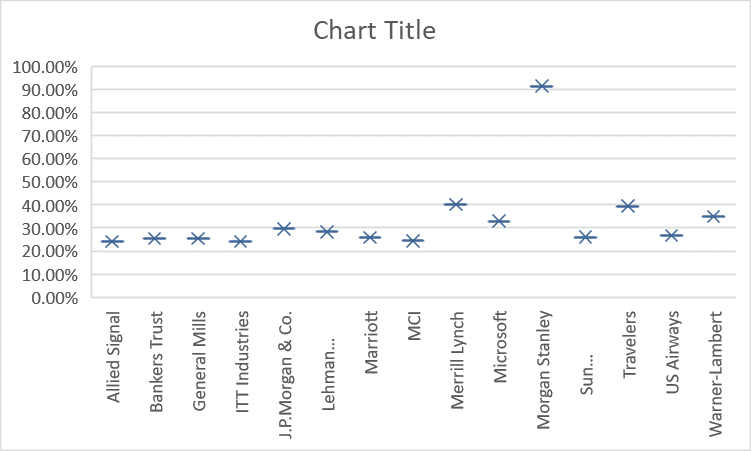 Chart Title
100.00%
90.00%
80.00%
70.00%
60.00%
50.00%
40.00%
30.00%
20.00%
10.00%
0.00%
Allied Signal
Bankers Trust
General Mills
ITT Industries
J.P.Morgan & Co.
Lehman...
Marriott
MCI
Merrill Lynch
Microsoft
Morgan Stanley
Sun...
Travelers
US Airways
Warner-Lambert